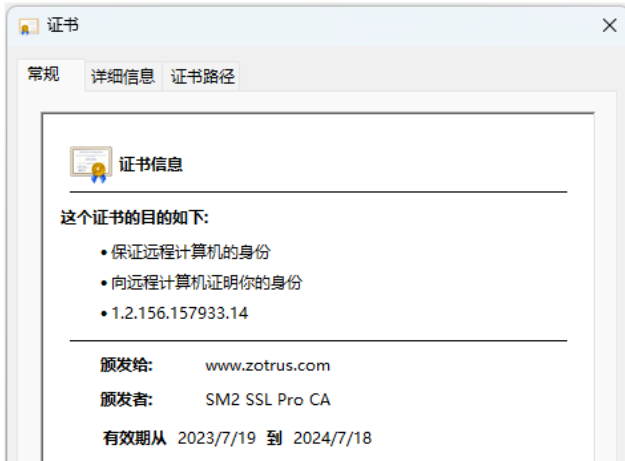 证书
常规 详细信息 证书路径
证书信息
这个证书的目的如下:
• 保证远程计算机的身份
• 向远程计算机证明你的身份
• 1.2.156.157933.14
颁发给: www.zotrus.com
颁发者: SM2 SSL Pro CA
有效期从 2023/7/19 到 2024/7/18